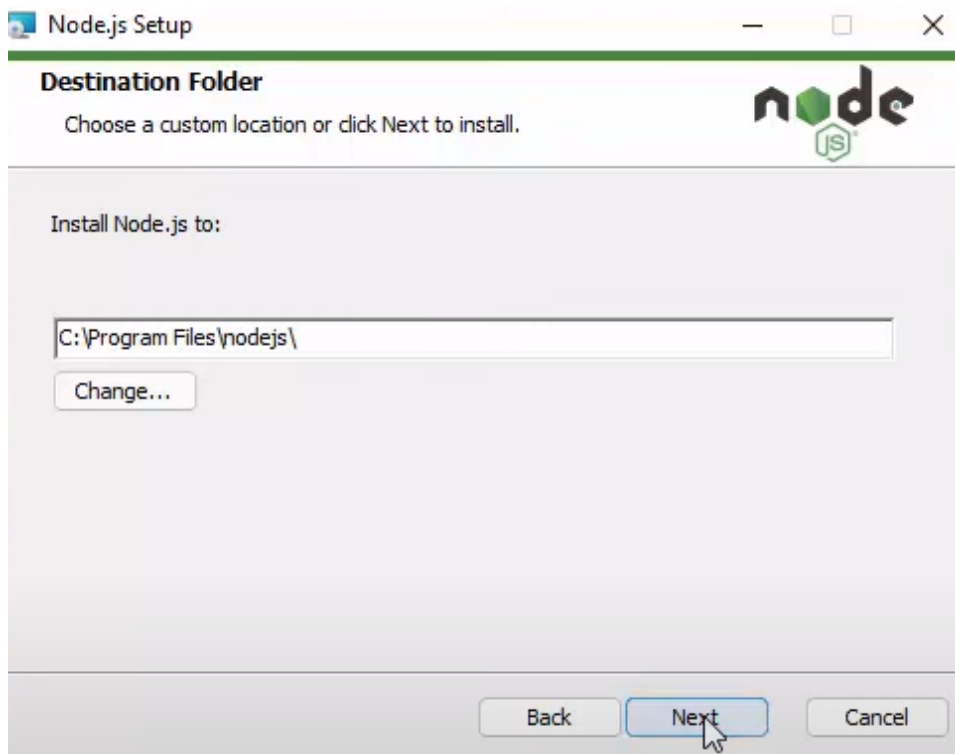 Node.js Setup
Destination Folder
Choose a custom location or click Next to install.
node
JS
Install Node.js to:
C:\Program Files\nodejs\
Change...
Back Next Cancel